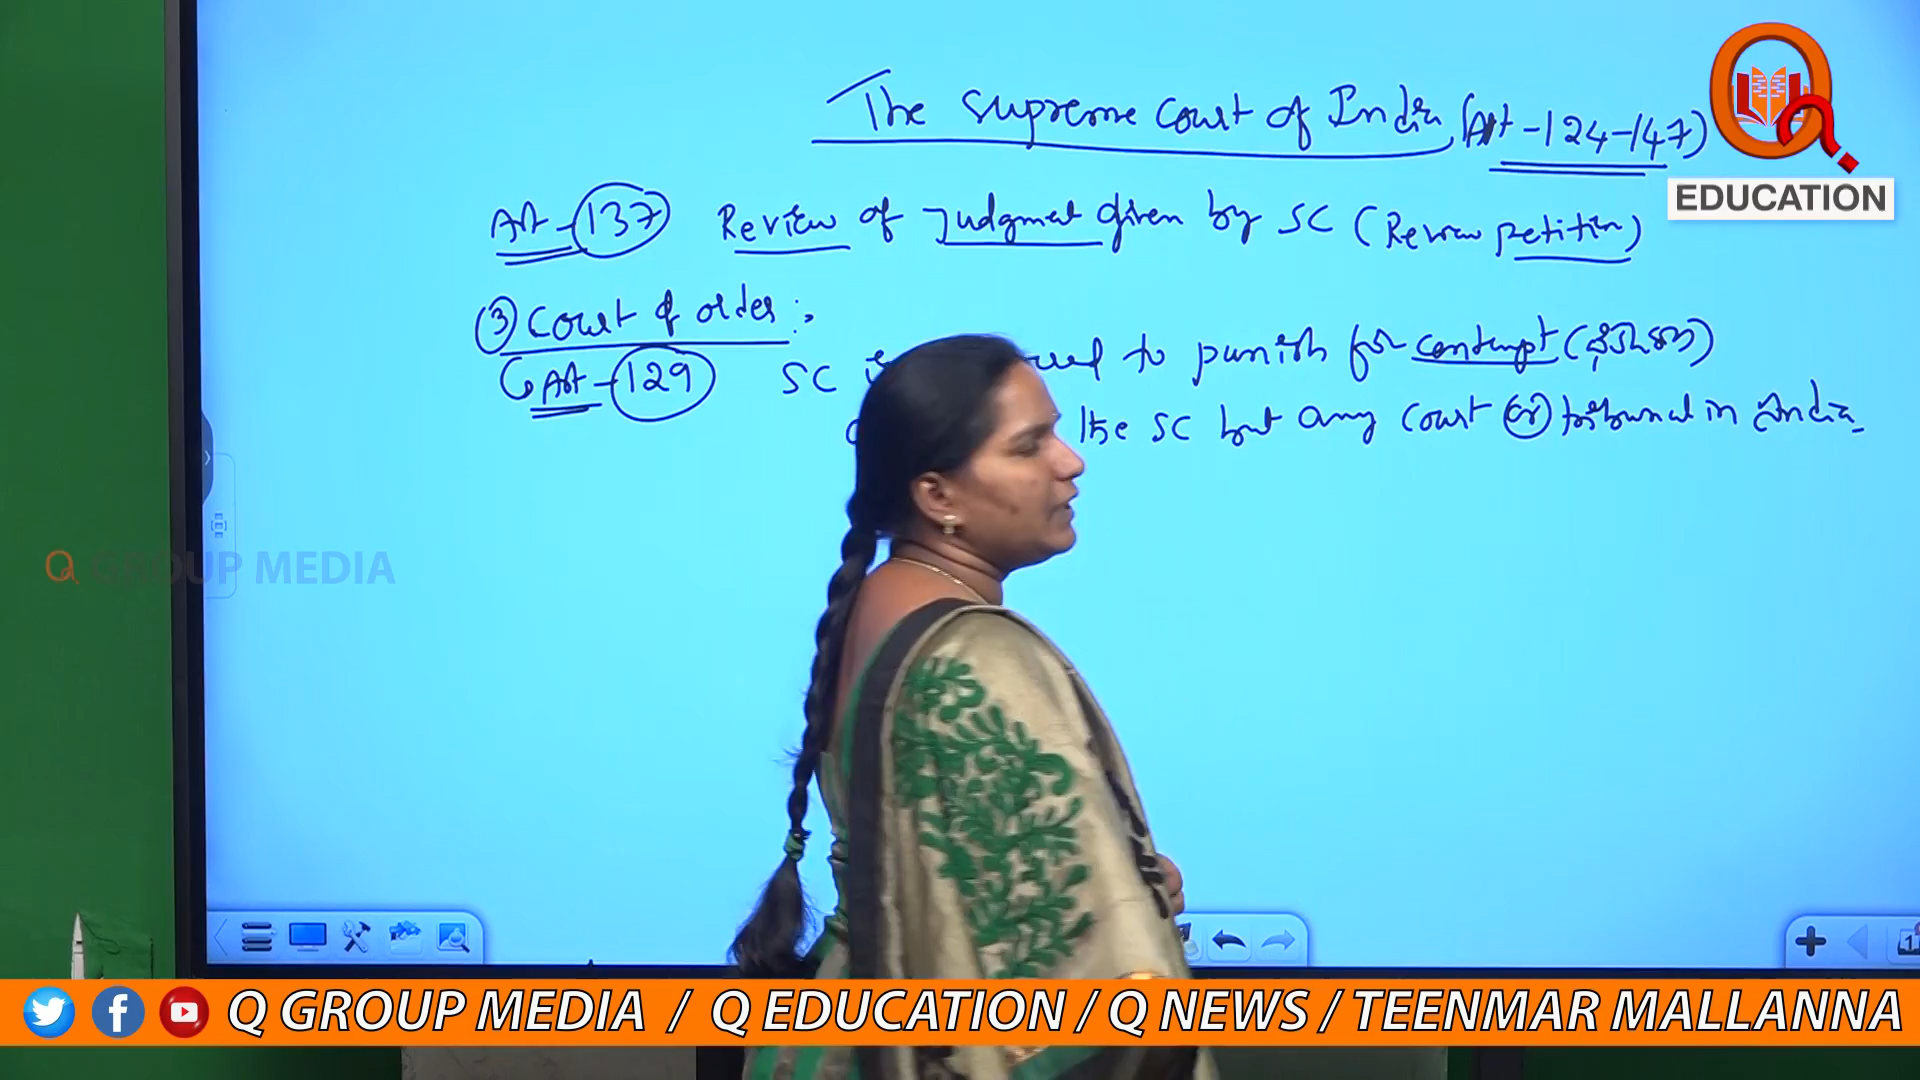 The Supreme Court of India (Art-124-147)
EDUCATION
Art-137 Review of Judgment given by SC (Review petition)
③ Court of order:
Art-129 SC to punish for contempt
the SC but any court or tribunal in India
Q GROUP MEDIA
Q GROUP MEDIA / Q EDUCATION / Q NEWS / TEENMAR MALLANNA